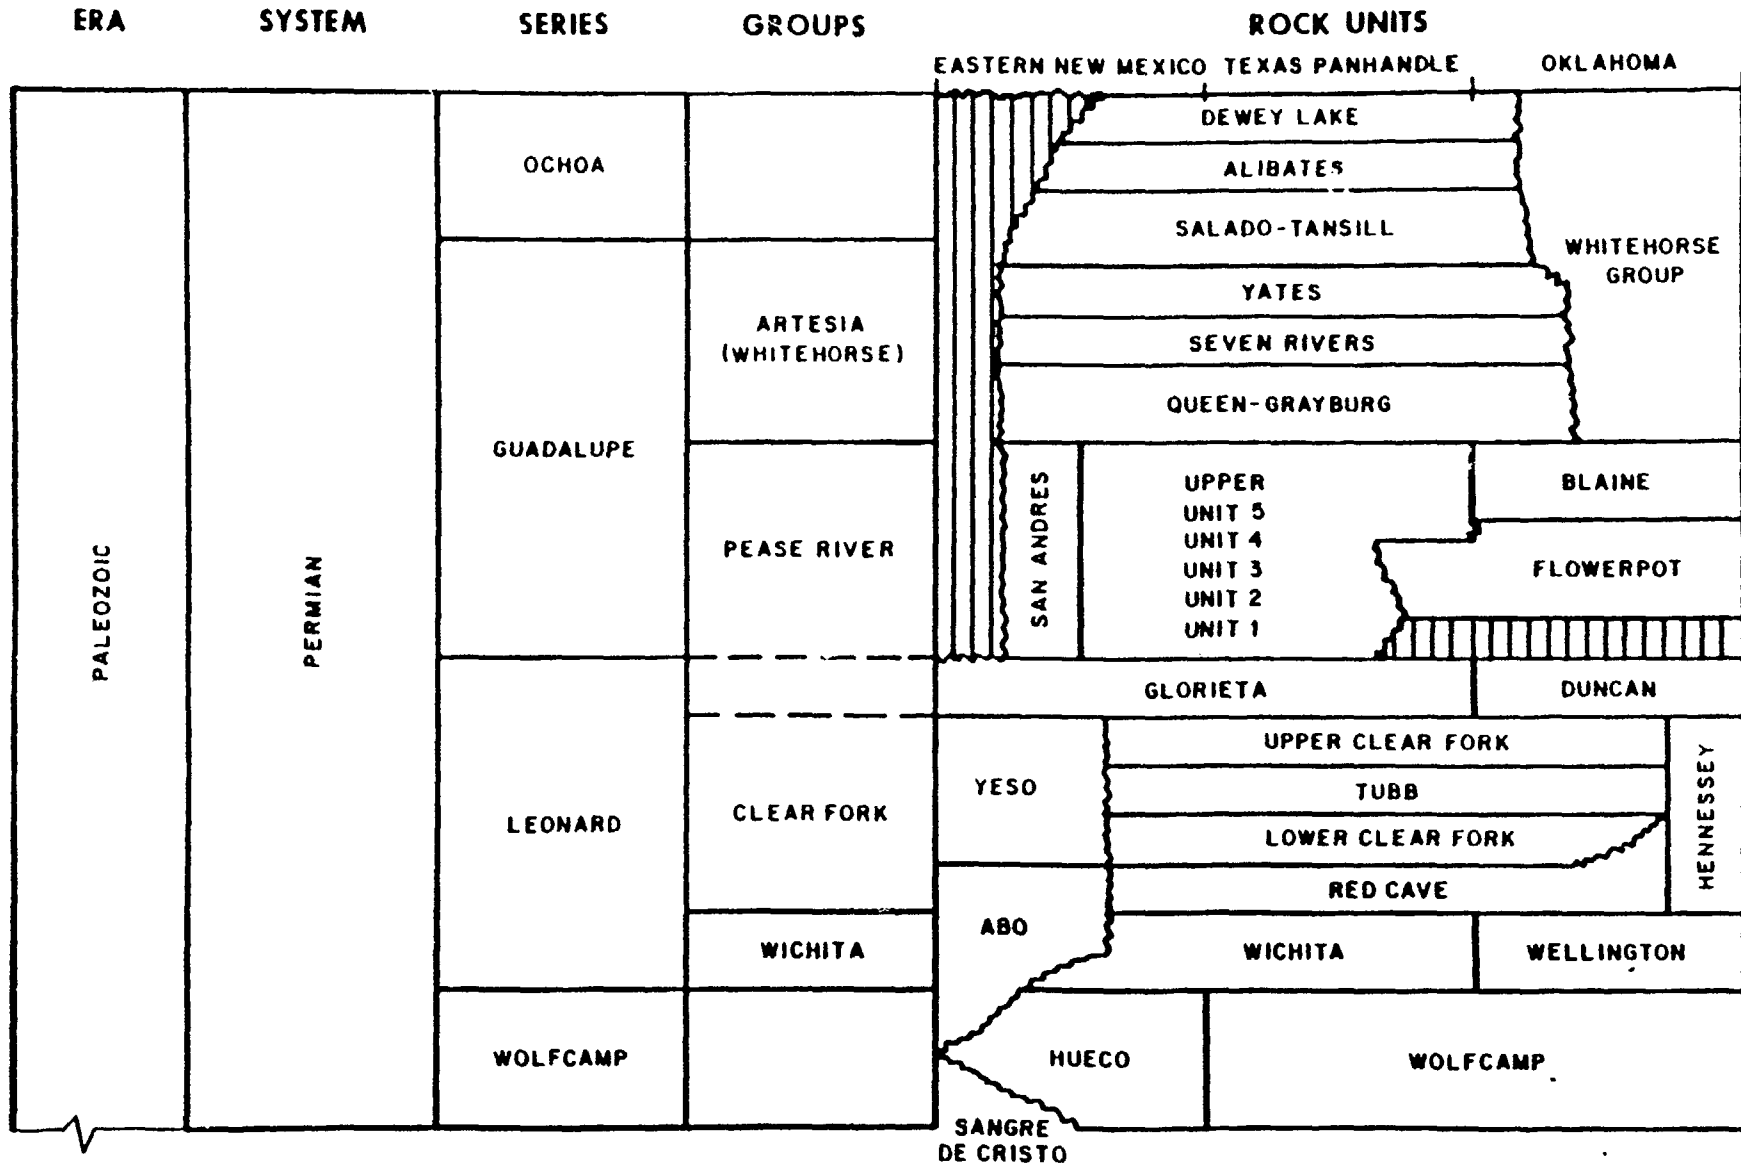 ERA SYSTEM SERIES GROUPS ROCK UNITS
EASTERN NEW MEXICO TEXAS PANHANDLE OKLAHOMA
PALEOZOIC
PERMIAN
OCHOA
GUADALUPE
LEONARD
WOLFCAMP
ARTESIA
(WHITEHORSE)
PEASE RIVER
CLEAR FORK
WICHITA
DEWEY LAKE
ALIBATES
SALADO-TANSILL
YATES
SEVEN RIVERS
QUEEN-GRAYBURG
WHITEHORSE
GROUP
SAN ANDRES
UPPER
UNIT 5
UNIT 4
UNIT 3
UNIT 2
UNIT 1
BLAINE
FLOWERPOT
GLORIETA
DUNCAN
YESO
UPPER CLEAR FORK
TUBB
LOWER CLEAR FORK
RED CAVE
HENNESSEY
ABO
WICHITA
WELLINGTON
HUECO
WOLFCAMP
SANGRE
DE CRISTO